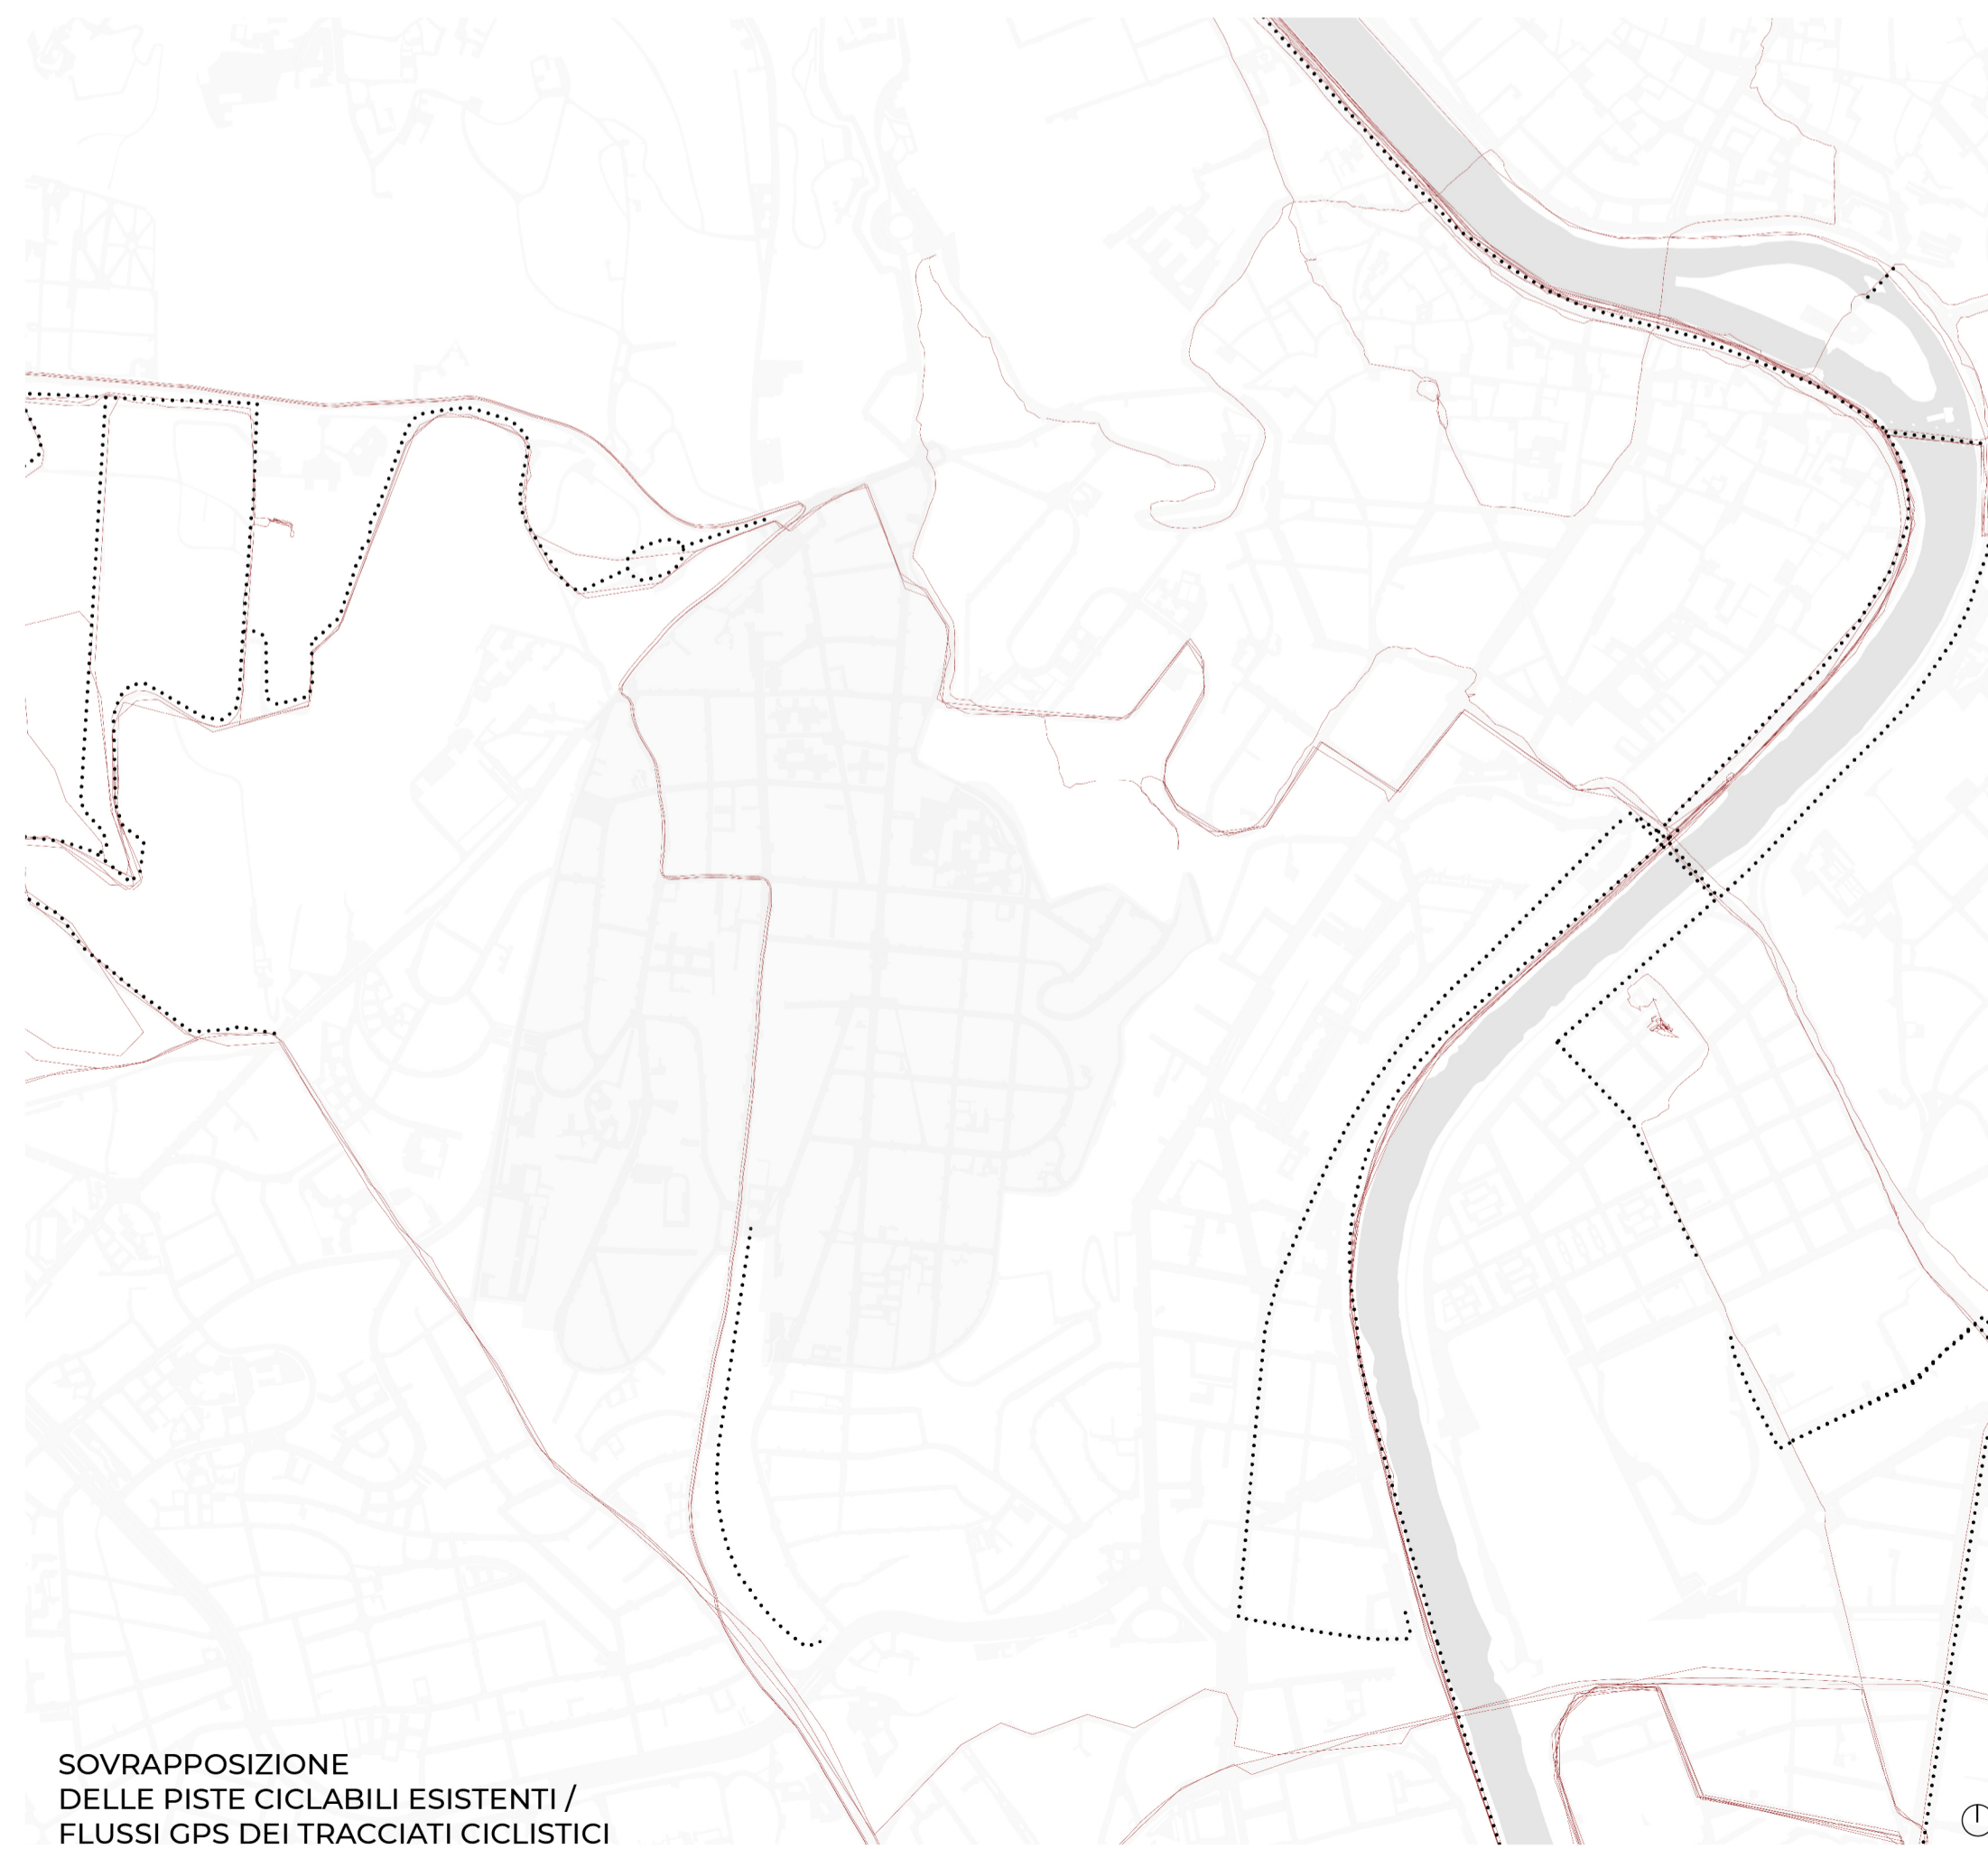 SOVRAPPOSIZIONE
DELLE PISTE CICLABILI ESISTENTI /
FLUSSI GPS DEI TRACCIATI CICLISTICI